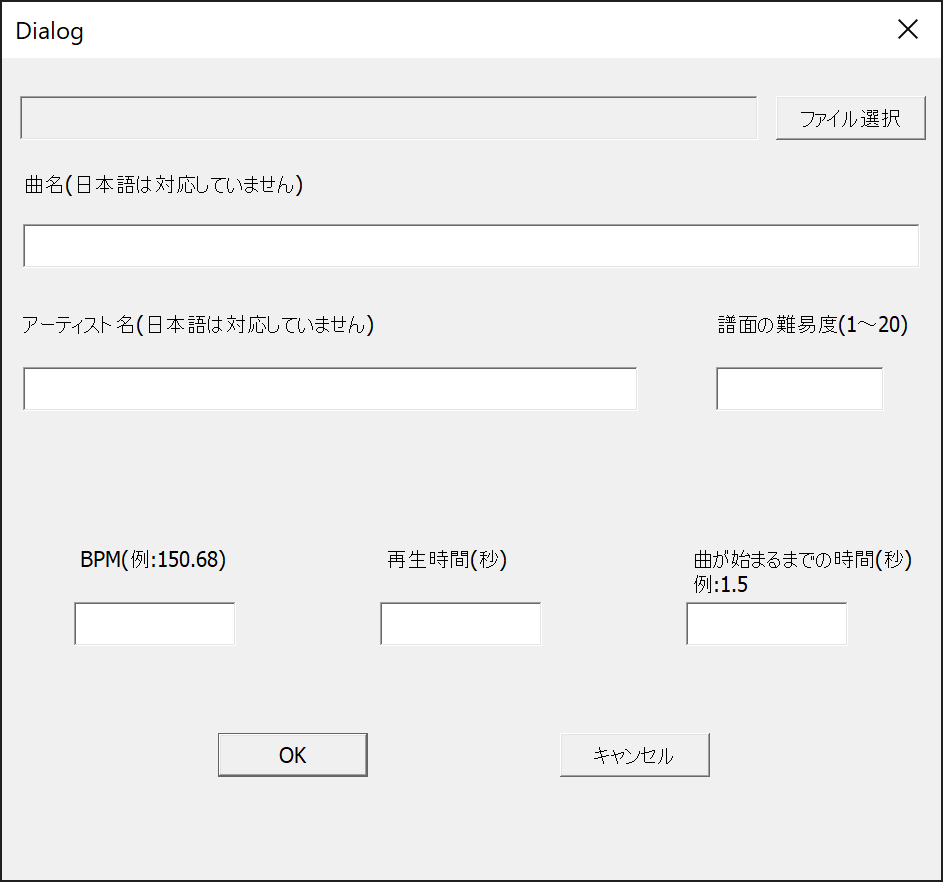 Dialog
ファイル選択
曲名(日本語は対応していません)
アーティスト名(日本語は対応していません)
譜面の難易度(1～20)
BPM(例:150.68)
再生時間(秒)
曲が始まるまでの時間(秒)
例:1.5
OK
キャンセル